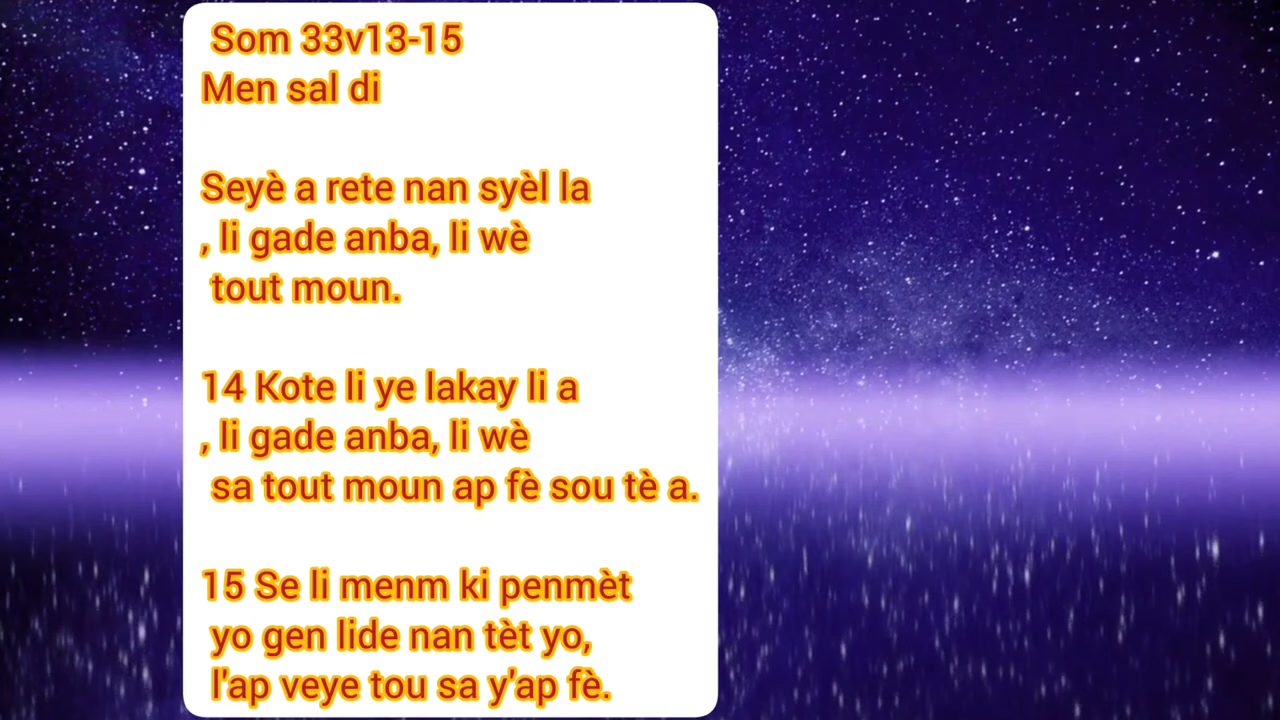 Som 33v13-15
Men sal di
Seyè a rete nan syèl la
, li gade anba, li wè
tout moun.
14 Kote li ye lakay li a
, li gade anba, li wè
sa tout moun ap fè sou tè a.
15 Se li menm ki penmèt
yo gen lide nan tèt yo,
l'ap veye tou sa y'ap fè.